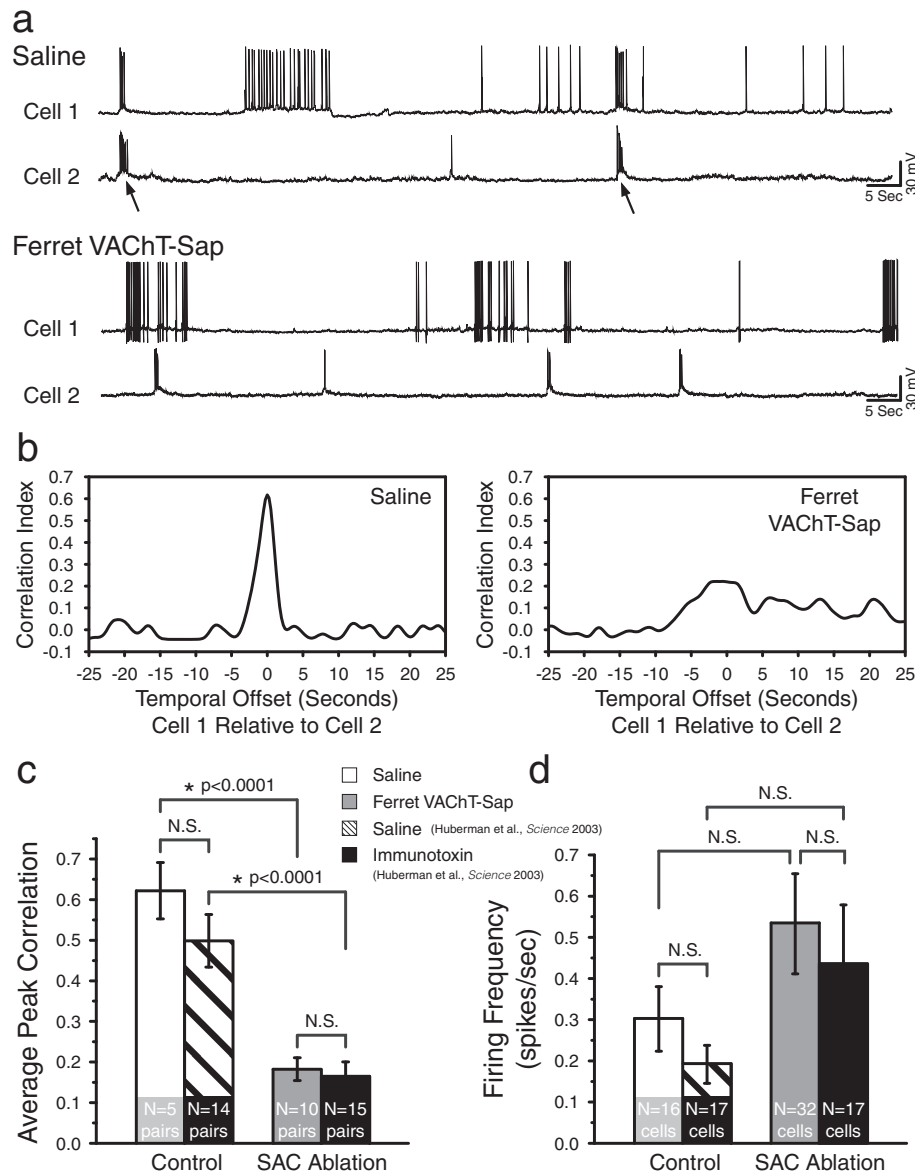 a
Saline
Cell 1
Cell 2
5 Sec
30 mV
Ferret VAChT-Sap
Cell 1
Cell 2
5 Sec
30 mV
b
Correlation Index
0.7
0.6
0.5
0.4
0.3
0.2
0.1
0.0
-0.1
Saline
-25 -20 -15 -10 -5 0 5 10 15 20 25
Temporal Offset (Seconds)
Cell 1 Relative to Cell 2
Correlation Index
0.7
0.6
0.5
0.4
0.3
0.2
0.1
0.0
-0.1
Ferret
VAChT-Sap
-25 -20 -15 -10 -5 0 5 10 15 20 25
Temporal Offset (Seconds)
Cell 1 Relative to Cell 2
c
* p<0.0001
N.S.
* p<0.0001
N.S.
Average Peak Correlation
0.7
0.6
0.5
0.4
0.3
0.2
0.1
0.0
N=5 pairs
N=14 pairs
N=10 pairs
N=15 pairs
Control
SAC Ablation
Saline
Ferret VAChT-Sap
Saline (Huberman et al., Science 2003)
Immunotoxin
(Huberman et al., Science 2003)
d
N.S.
N.S.
N.S.
N.S.
Firing Frequency
(spikes/sec)
0.7
0.6
0.5
0.4
0.3
0.2
0.1
0.0
N=16 cells
N=17 cells
N=32 cells
N=17 cells
Control
SAC Ablation